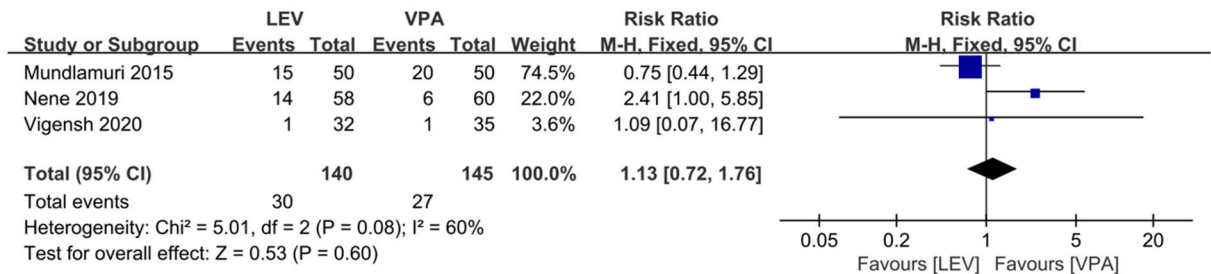 LEV VPA Risk Ratio Risk Ratio
Study or Subgroup Events Total Events Total Weight M-H, Fixed, 95% CI M-H, Fixed, 95% CI
Mundlamuri 2015 15 50 20 50 74.5% 0.75 [0.44, 1.29]
Nene 2019 14 58 6 60 22.0% 2.41 [1.00, 5.85]
Vigensh 2020 1 32 1 35 3.6% 1.09 [0.07, 16.77]
Total (95% CI) 140 145 100.0% 1.13 [0.72, 1.76]
Total events 30 27
Heterogeneity: Chi² = 5.01, df = 2 (P = 0.08); I² = 60%
Test for overall effect: Z = 0.53 (P = 0.60)
0.05 0.2 1 5 20
Favours [LEV] Favours [VPA]